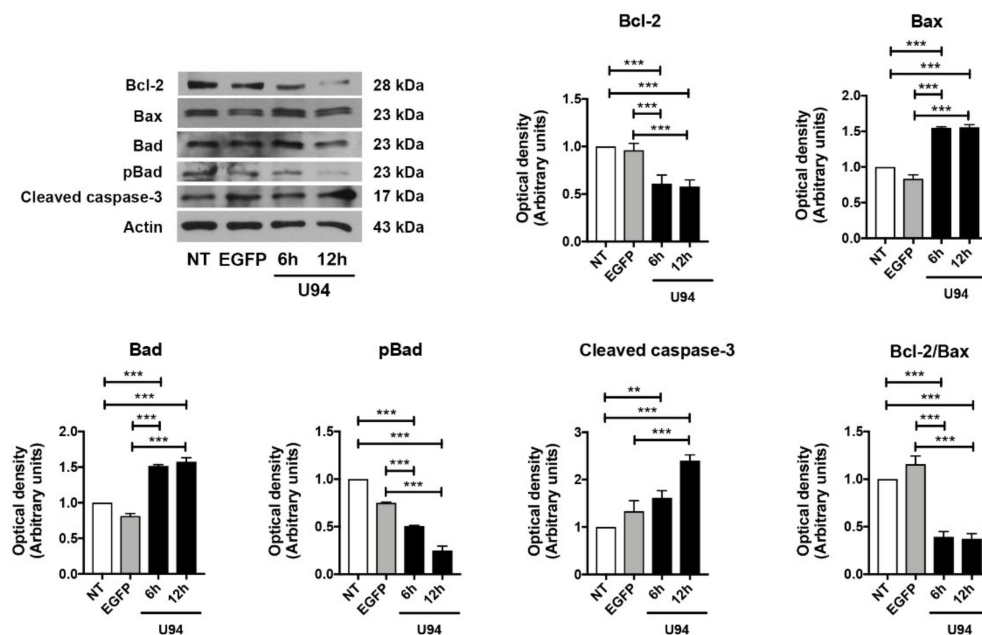 Bcl-2 28 kDa
Bax 23 kDa
Bad 23 kDa
pBad 23 kDa
Cleaved caspase-3 17 kDa
Actin 43 kDa
NT EGFP 6h 12h
U94
Bcl-2
***
***
***
***
Optical density
(Arbitrary units)
1.5
1.0
0.5
0.0
NT
EGFP
6h
12h
U94
Bax
***
***
***
***
Optical density
(Arbitrary units)
2.0
1.5
1.0
0.5
0.0
NT
EGFP
6h
12h
U94
Bad
***
***
***
***
Optical density
(Arbitrary units)
2.0
1.5
1.0
0.5
0.0
NT
EGFP
6h
12h
U94
pBad
***
***
***
***
Optical density
(Arbitrary units)
1.5
1.0
0.5
0.0
NT
EGFP
6h
12h
U94
Cleaved caspase-3
**
***
***
Optical density
(Arbitrary units)
3
2
1
0
NT
EGFP
6h
12h
U94
Bcl-2/Bax
***
***
***
***
Optical density
(Arbitrary units)
1.5
1.0
0.5
0.0
NT
EGFP
6h
12h
U94